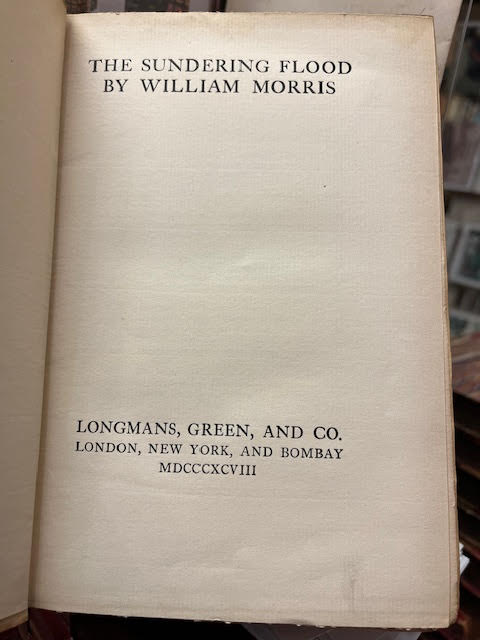 THE SUNDERING FLOOD
BY WILLIAM MORRIS
LONGMANS, GREEN, AND CO.
LONDON, NEW YORK, AND BOMBAY
MDCCCXCVIII